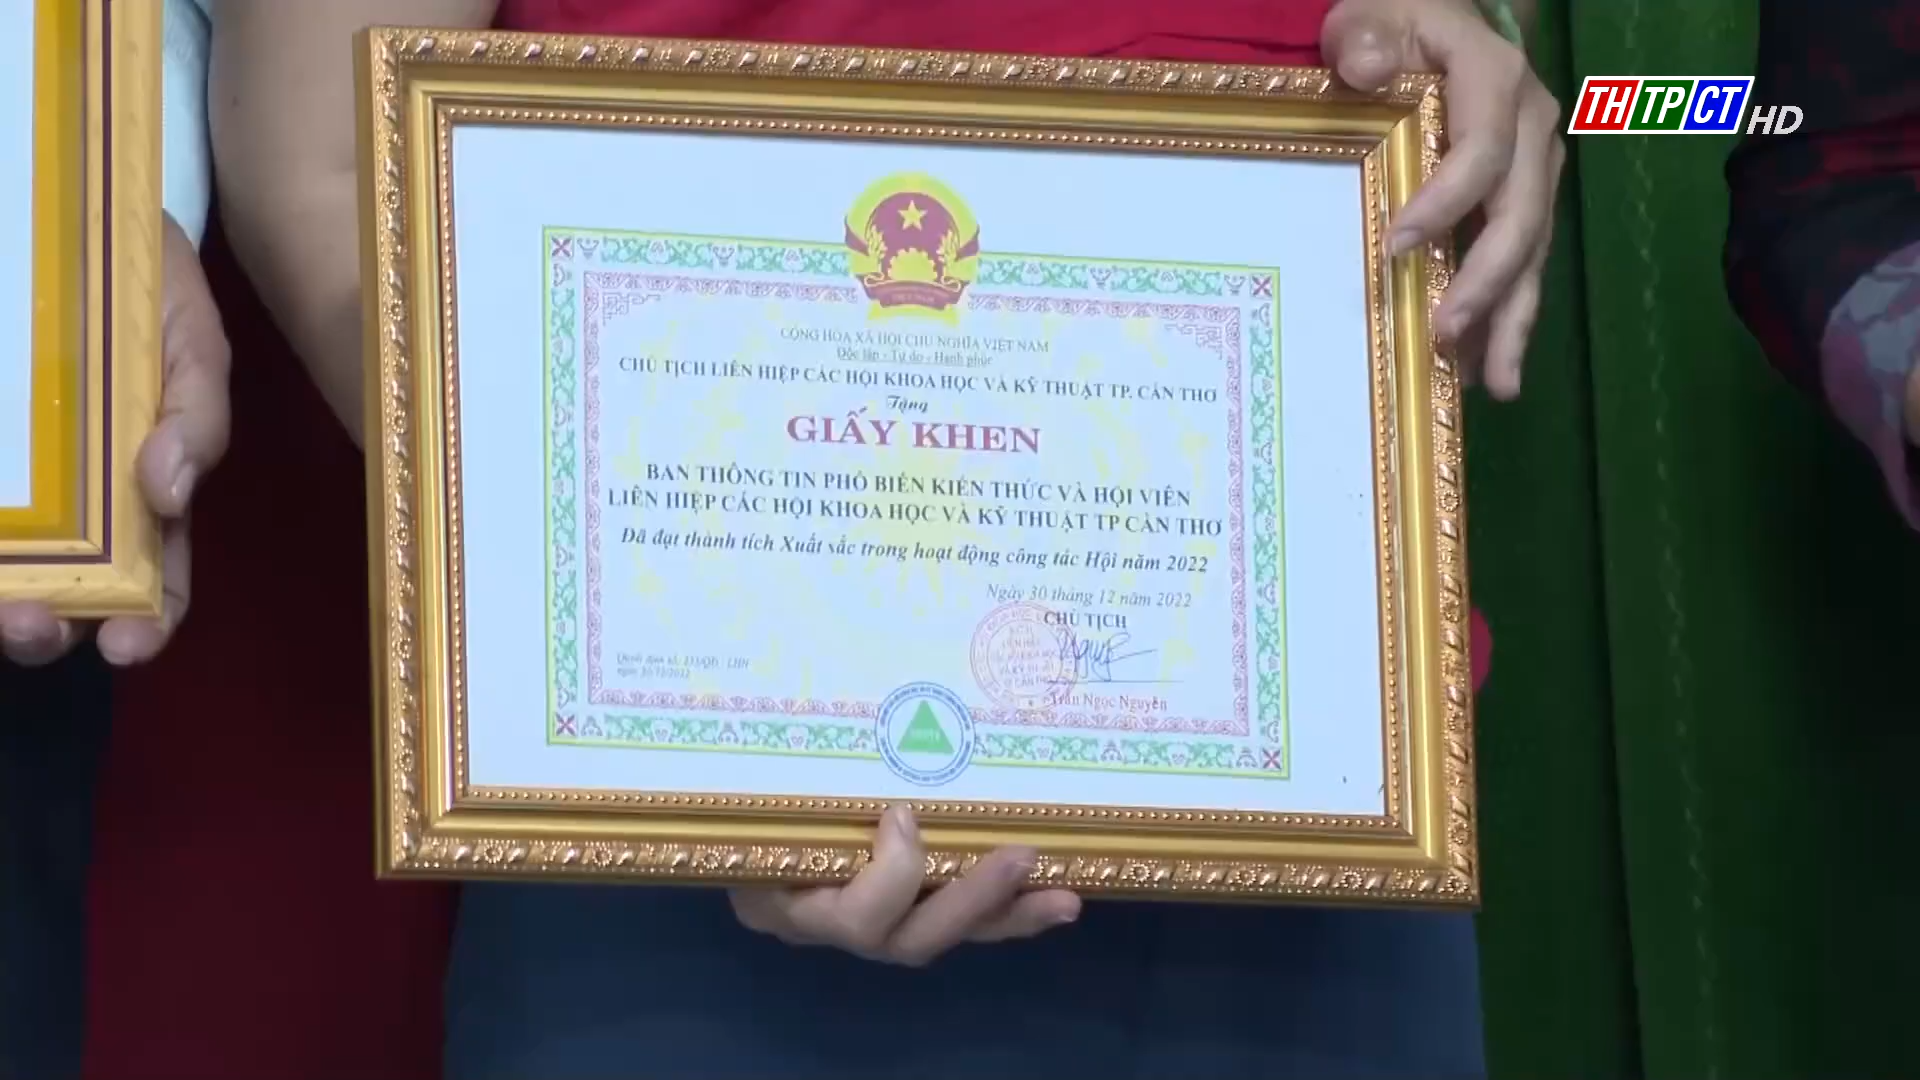 THTPCT HD
CỘNG HÒA XÃ HỘI CHỦ NGHĨA VIỆT NAM
Độc lập - Tự do - Hạnh phúc
CHỦ TỊCH LIÊN HIỆP CÁC HỘI KHOA HỌC VÀ KỸ THUẬT TP. CẦN THƠ
Tặng
GIẤY KHEN
BAN THÔNG TIN PHỔ BIẾN KIẾN THỨC VÀ HỘI VIÊN
LIÊN HIỆP CÁC HỘI KHOA HỌC VÀ KỸ THUẬT TP CẦN THƠ
Đã đạt thành tích Xuất sắc trong hoạt động công tác Hội năm 2022
Ngày 30 tháng 12 năm 2022
CHỦ TỊCH
Trần Ngọc Nguyên